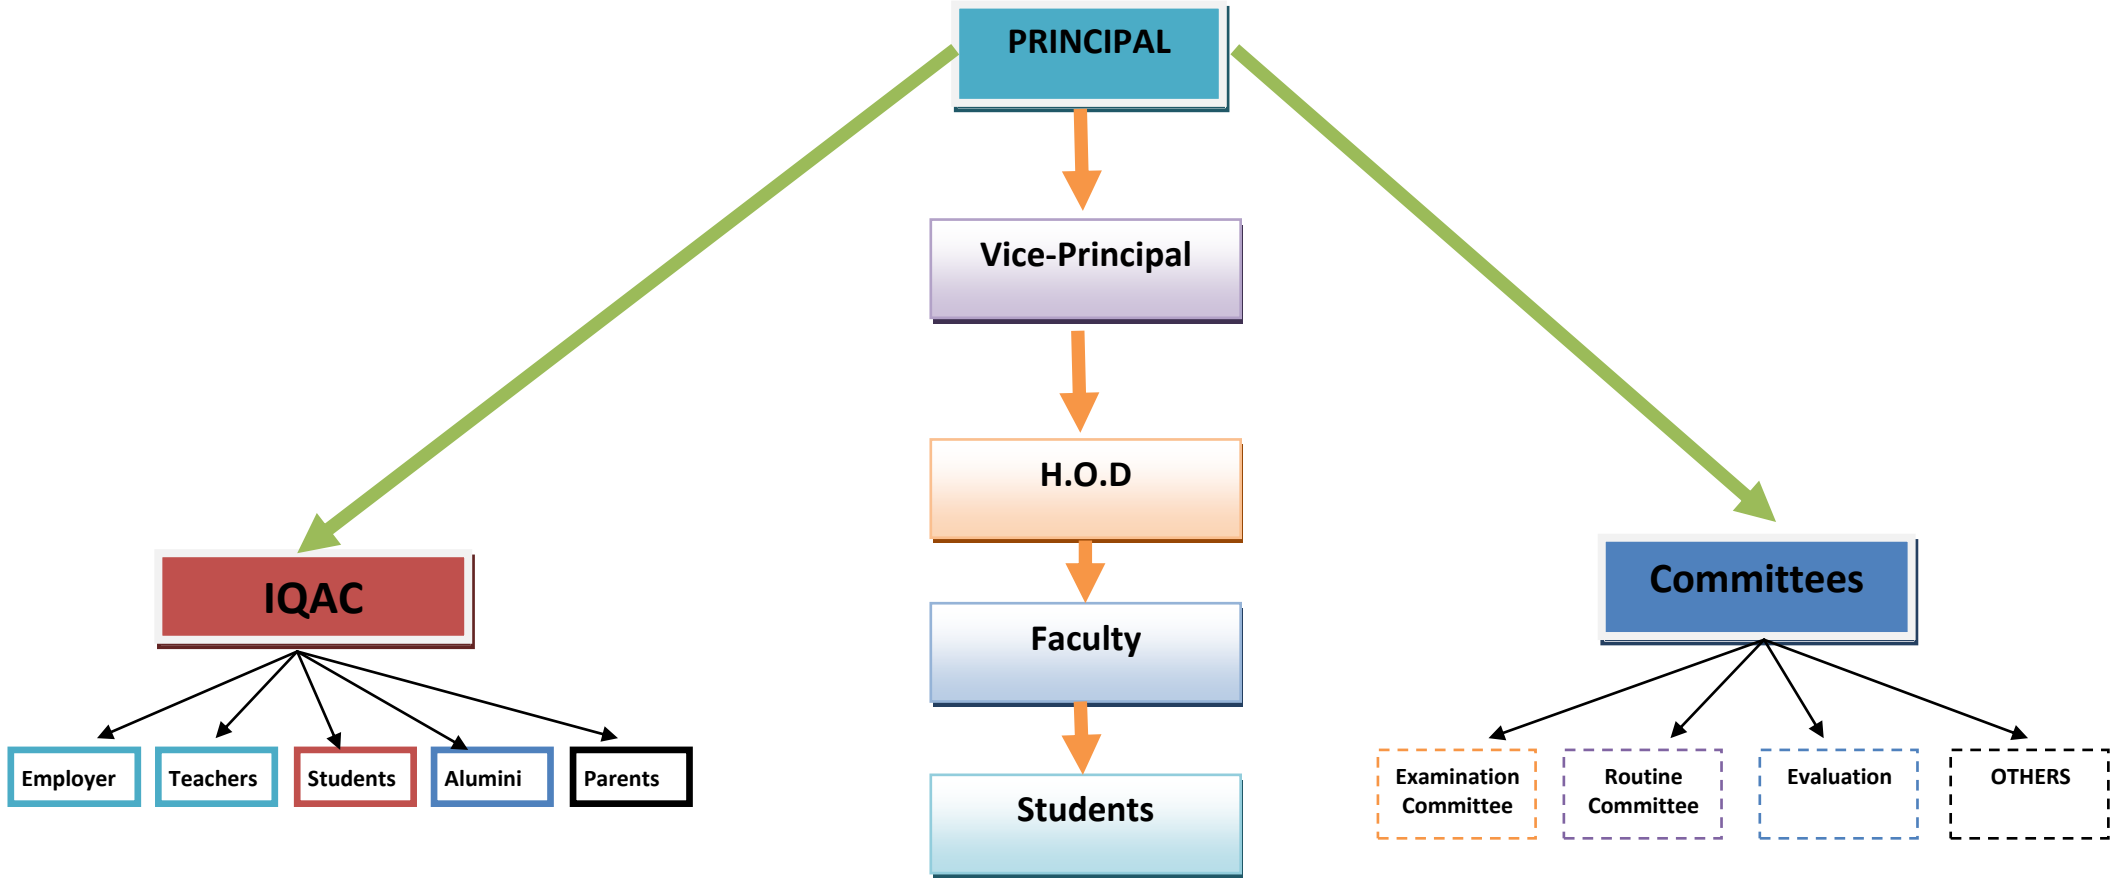 PRINCIPAL
Vice-Principal
H.O.D
IQAC
Committees
Faculty
Employer
Teachers
Students
Alumini
Parents
Students
Examination
Committee
Routine
Committee
Evaluation
OTHERS